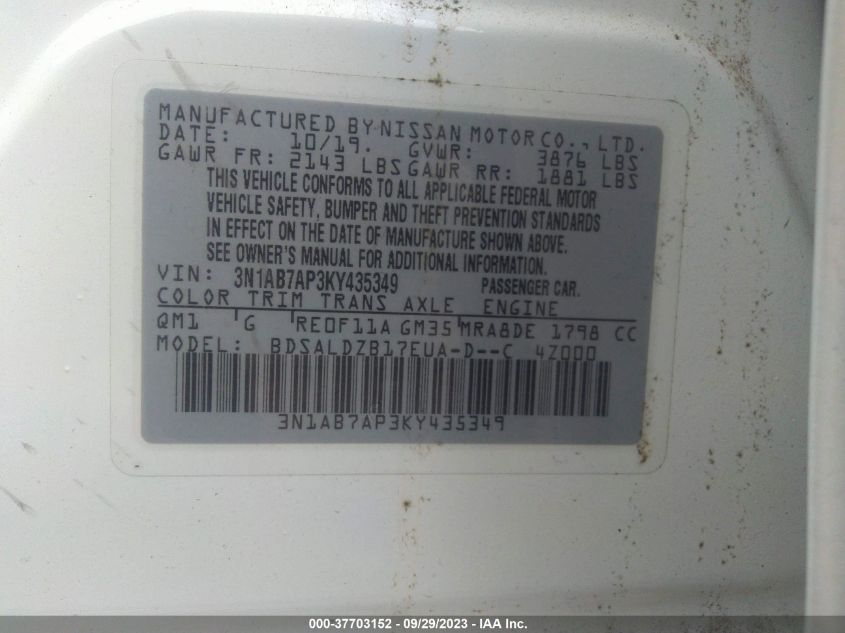 MANUFACTURED BY NISSAN MOTOR CO., LTD.
DATE: 10/19. GVWR: 3876 LBS
GAWR FR: 2143 LBS GAWR RR: 1881 LBS
THIS VEHICLE CONFORMS TO ALL APPLICABLE FEDERAL MOTOR
VEHICLE SAFETY, BUMPER AND THEFT PREVENTION STANDARDS
IN EFFECT ON THE DATE OF MANUFACTURE SHOWN ABOVE.
SEE OWNER'S MANUAL FOR ADDITIONAL INFORMATION.
VIN: 3N1AB7AP3KY435349 PASSENGER CAR.
COLOR TRIM TRANS AXLE ENGINE
QM1 G RE0F11A GM35 MRA8DE 1798 CC
MODEL: BDSALDZB17EUA-D--C 4Z000
3N1AB7AP3KY435349
000-37703152 - 09/29/2023 - IAA Inc.